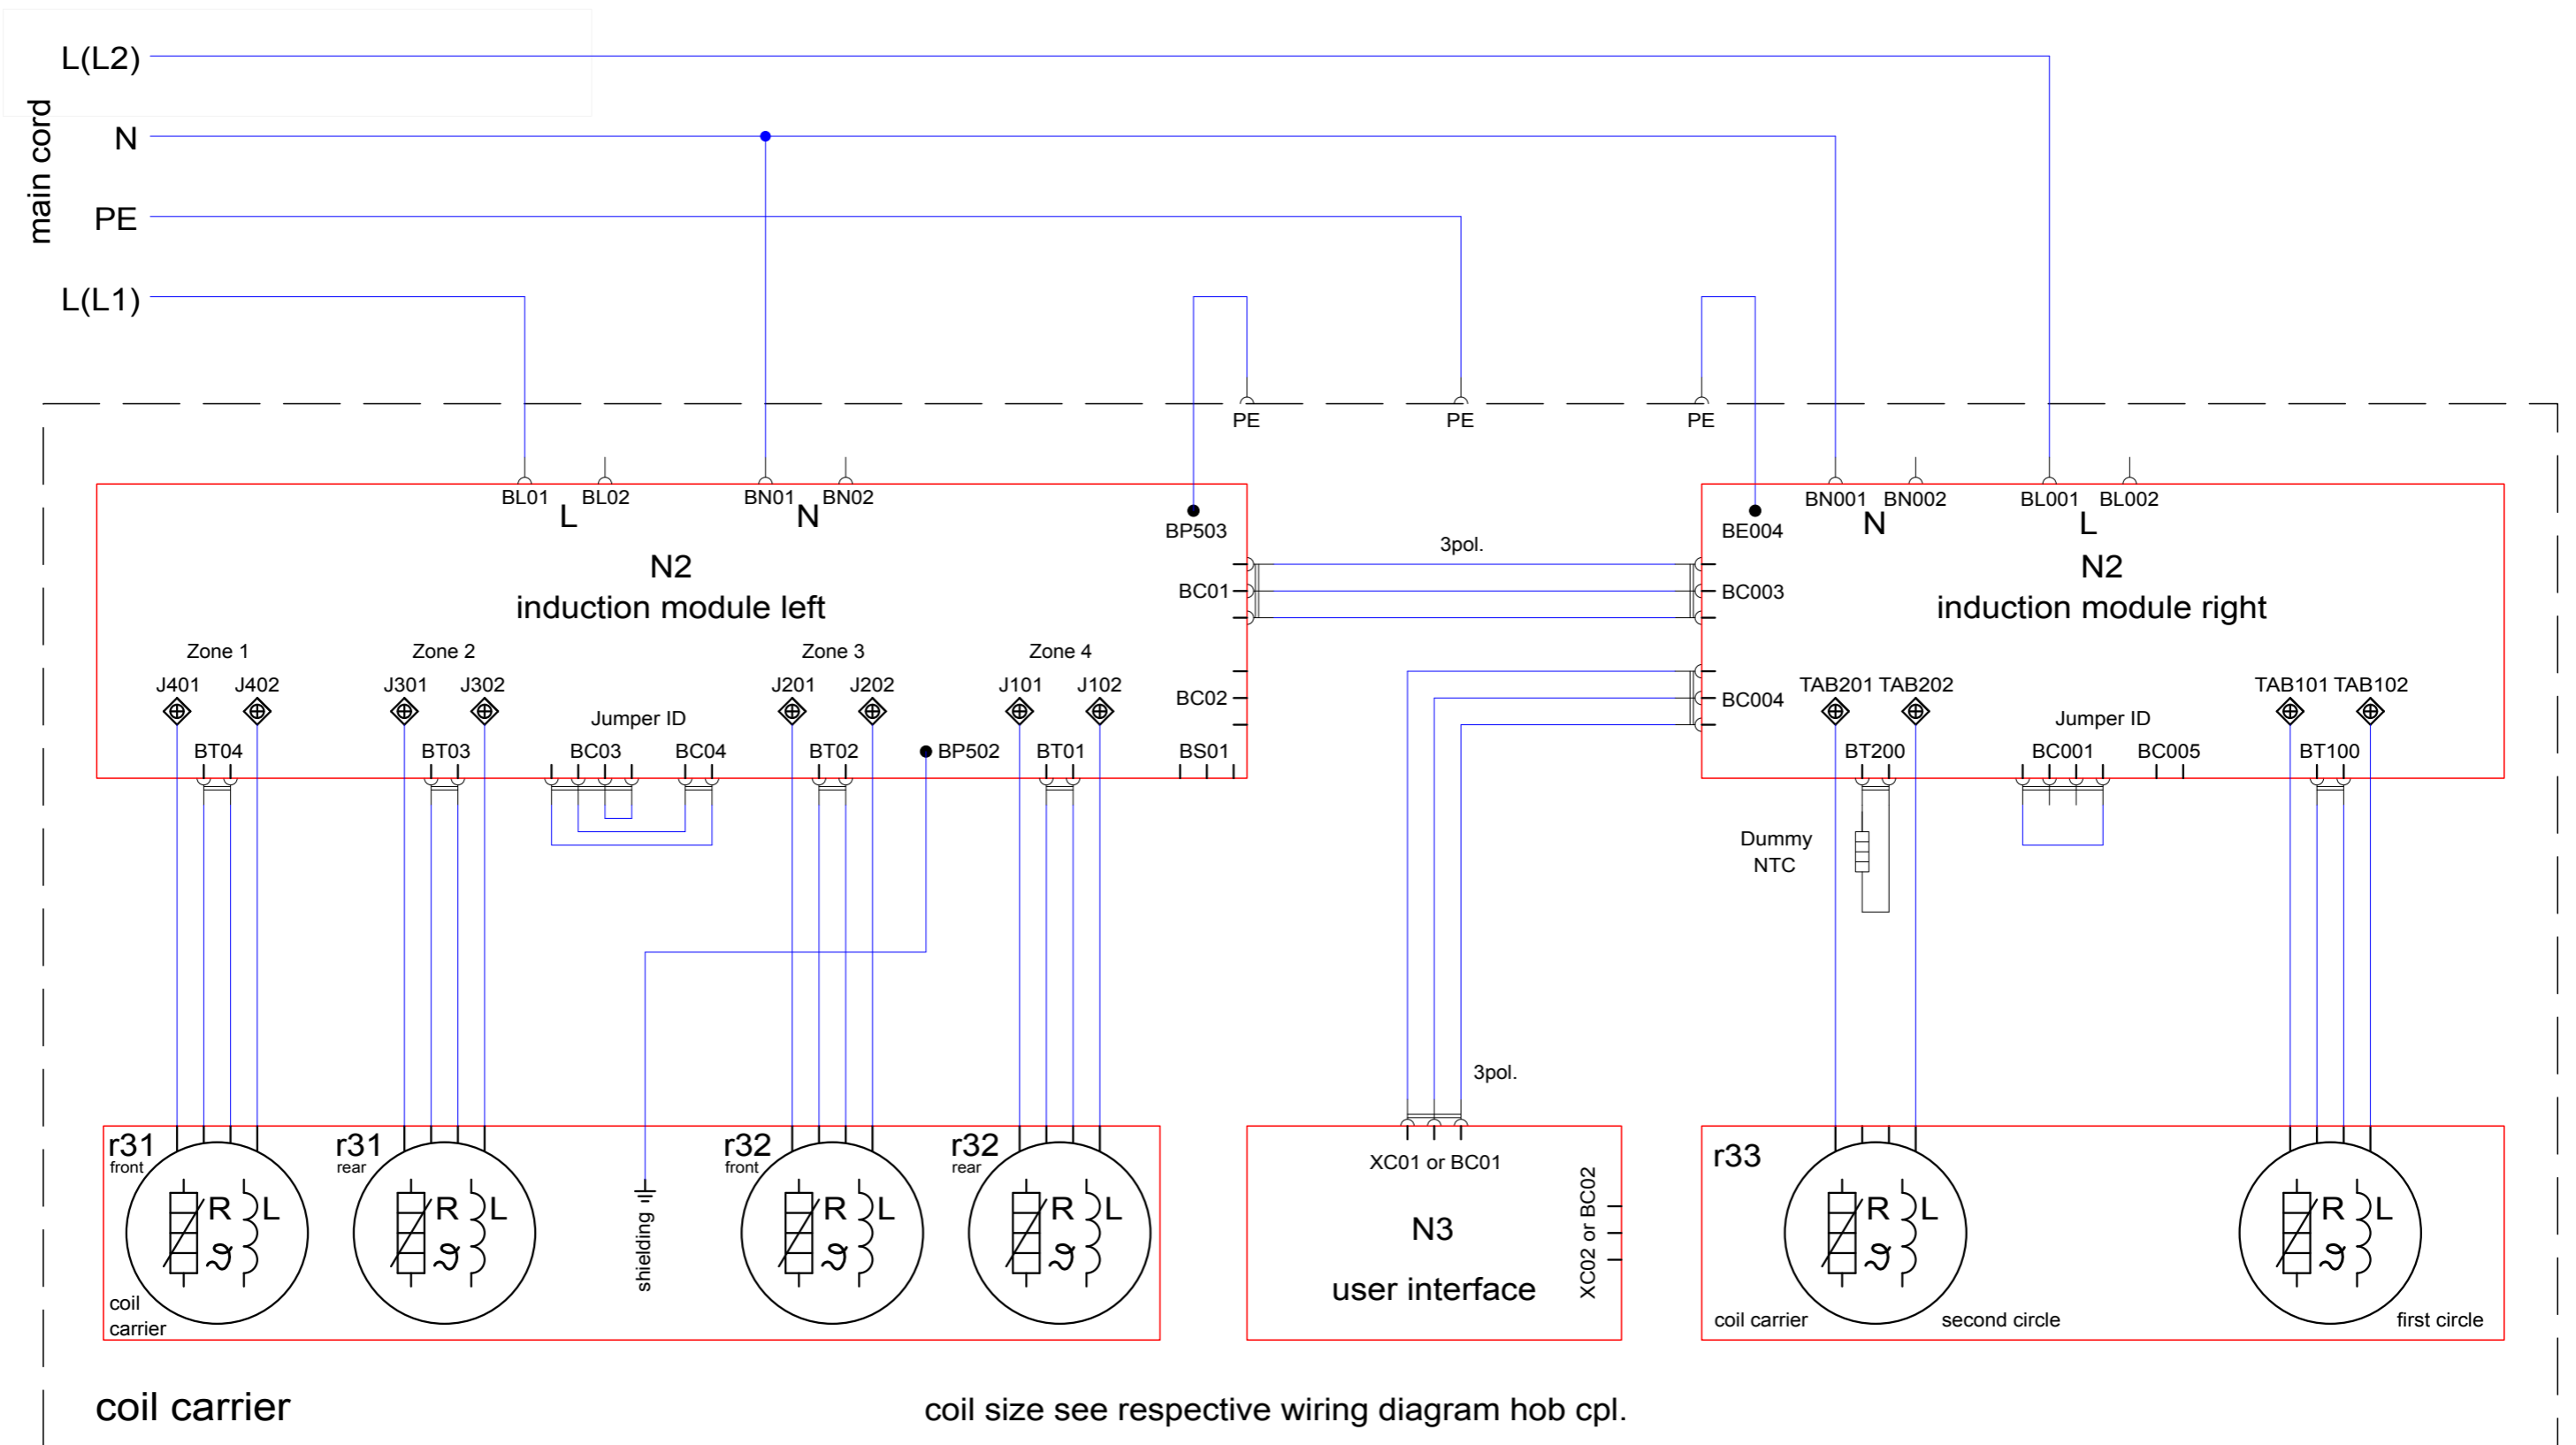 L(L2)
main cord
N
PE
L(L1)
PE
PE
PE
BL01
BL02
BN01
BN02
L
N
BP503
BE004
BN001
BN002
BL001
BL002
N
L
3pol.
N2
induction module left
BC01
BC003
N2
induction module right
Zone 1
Zone 2
Zone 3
Zone 4
J401
J402
J301
J302
J201
J202
J101
J102
BC02
BC004
TAB201
TAB202
TAB101
TAB102
Jumper ID
Jumper ID
BT04
BT03
BC03
BC04
BT02
BP502
BT01
BS01
BT200
BC001
BC005
BT100
Dummy
NTC
3pol.
r31
front
r31
rear
r32
front
r32
rear
XC01 or BC01
XC02 or BC02
r33
R
L
ϑ
R
L
ϑ
shielding
R
L
ϑ
R
L
ϑ
N3
user interface
R
L
ϑ
R
L
ϑ
coil
carrier
coil carrier
second circle
first circle
coil carrier
coil size see respective wiring diagram hob cpl.